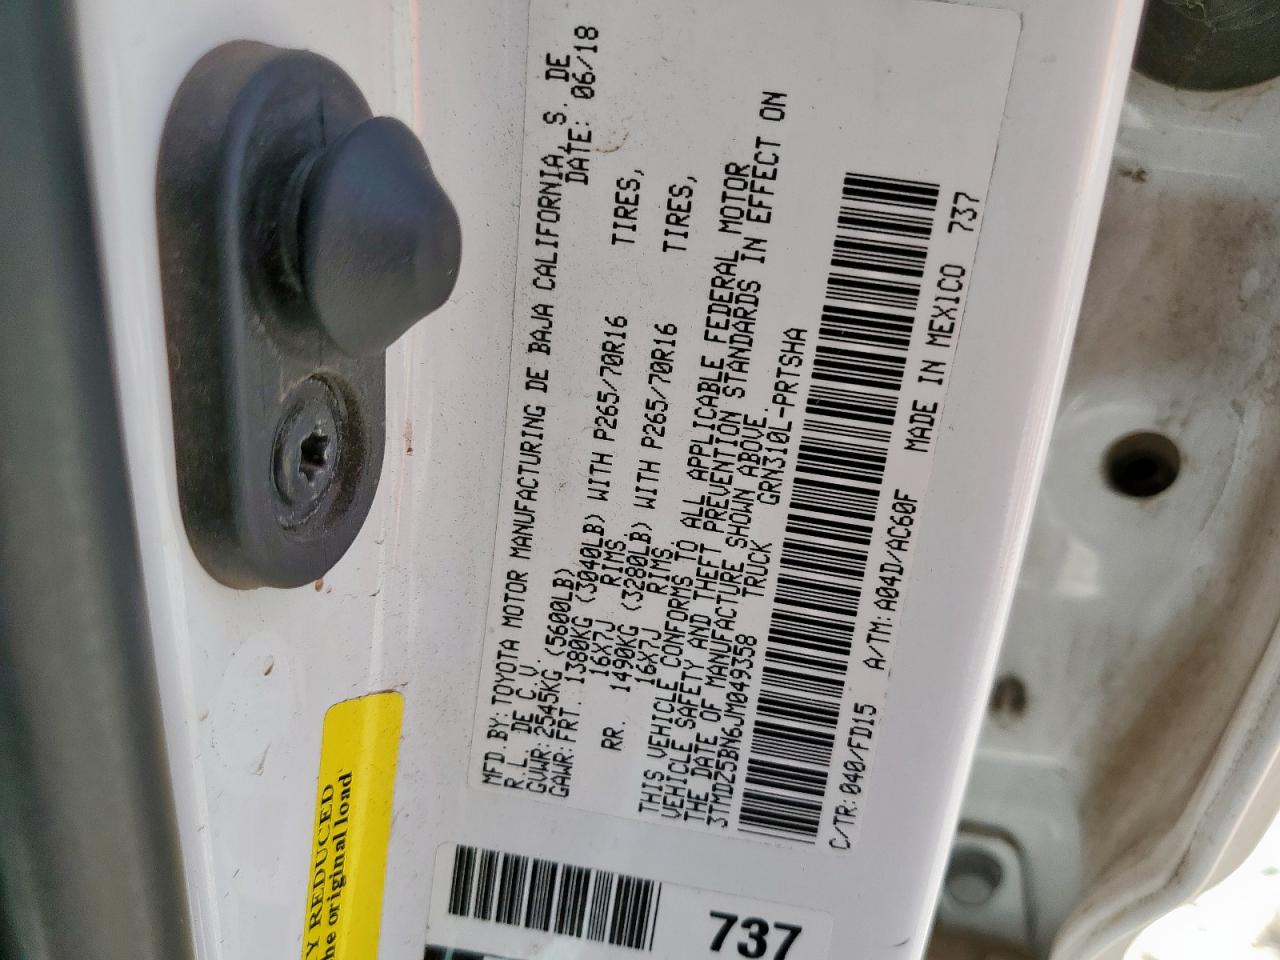 MFD BY: TOYOTA MOTOR MANUFACTURING DE BAJA CALIFORNIA, S. DE
R. L. DE C.V. DATE: 06/18
GVWR: 2545KG (5600LB)
GAWR: FRT. 1380KG (3040LB) WITH P265/70R16 TIRES,
16X7J RIMS,
RR. 1490KG (3280LB) WITH P265/70R16 TIRES,
16X7J RIMS,
THIS VEHICLE CONFORMS TO ALL APPLICABLE FEDERAL MOTOR
VEHICLE SAFETY AND THEFT PREVENTION STANDARDS IN EFFECT ON
THE DATE OF MANUFACTURE SHOWN ABOVE.
3TMDZ5BN6JM049358 TRUCK GRN310L-PRTSHA
C/TR: 040/FD15 A/TM: A04D/AC60F MADE IN MEXICO 737
737
Y REDUCED
he original load